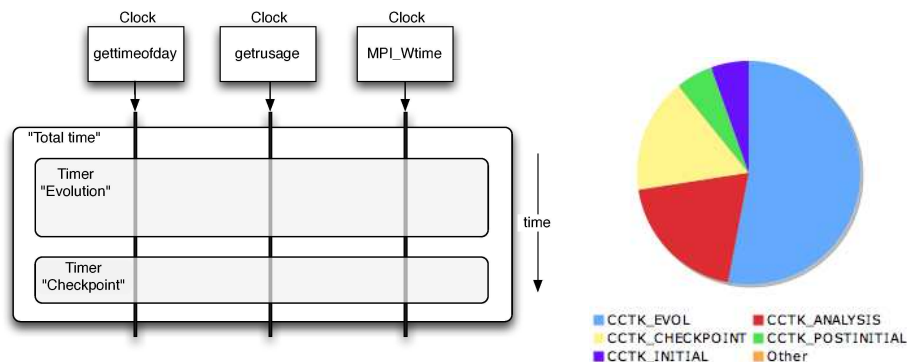 Clock
Clock
Clock
gettimeofday
getrusage
MPI_Wtime
"Total time"
Timer
"Evolution"
time
Timer
"Checkpoint"
CCTK_EVOL
CCTK_ANALYSIS
CCTK_CHECKPOINT
CCTK_POSTINITIAL
CCTK_INITIAL
Other